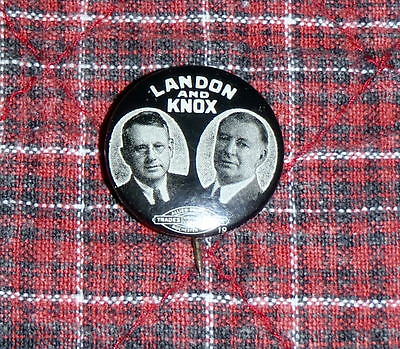 LANDON
AND
KNOX
TRADES
19